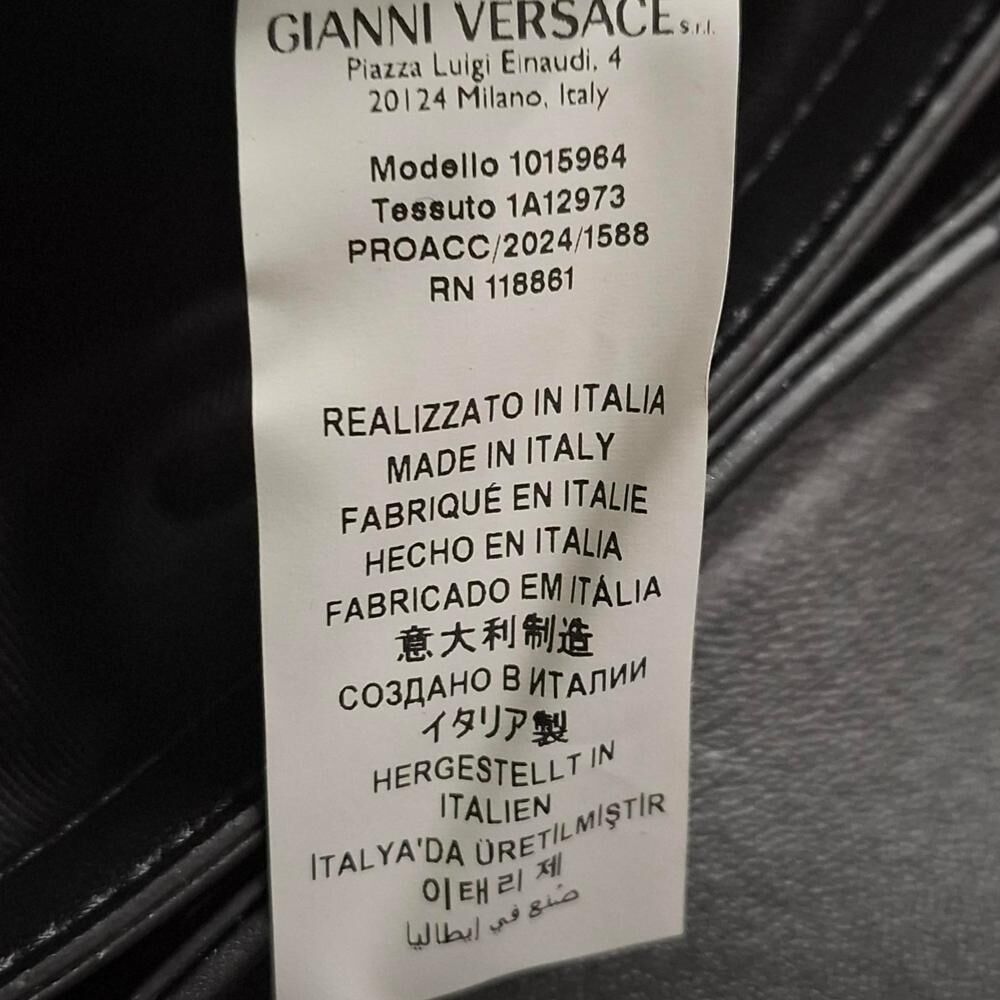 GIANNI VERSACE s.r.l.
Piazza Luigi Einaudi, 4
20124 Milano, Italy
Modello 1015964
Tessuto 1A12973
PROACC/2024/1588
RN 118861
REALIZZATO IN ITALIA
MADE IN ITALY
FABRIQUÉ EN ITALIE
HECHO EN ITALIA
FABRICADO EM ITÁLIA
意大利制造
СОЗДАНО В ИТАЛИИ
イタリア製
HERGESTELLT IN
ITALIEN
İTALYA'DA ÜRETİLMİŞTİR
이태리 제
صُنع في إيطاليا